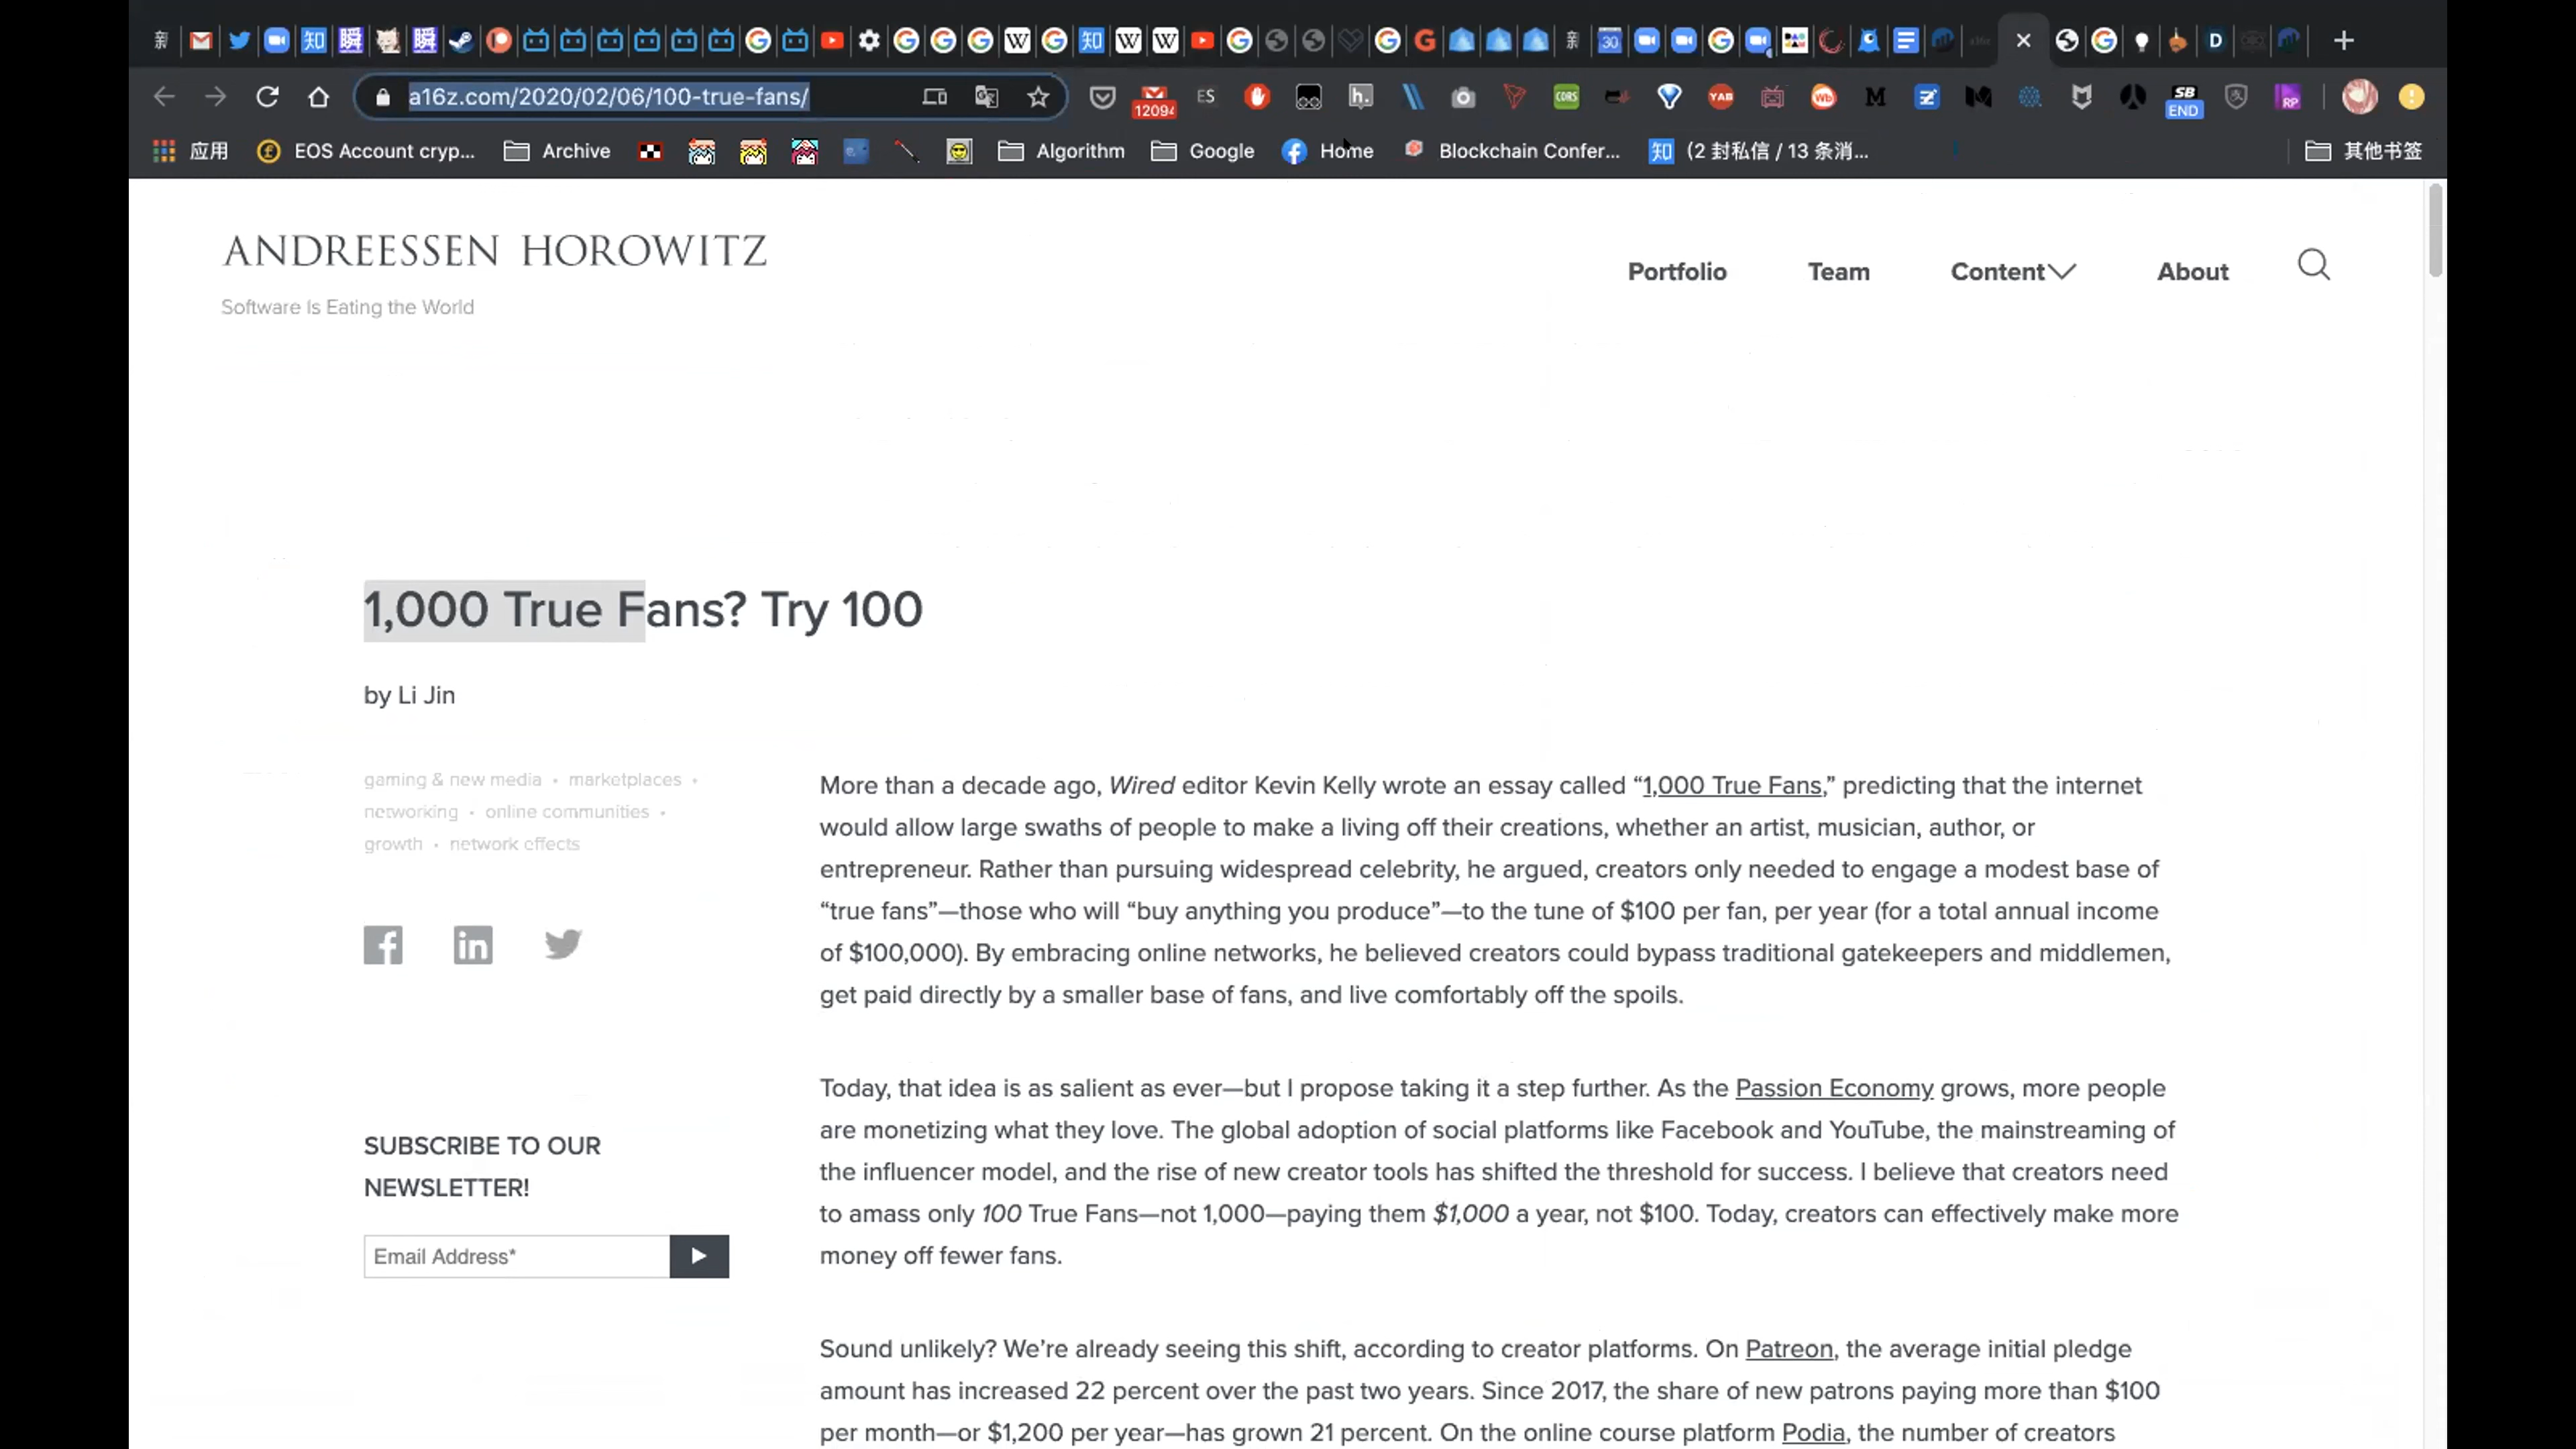 a16z.com/2020/02/06/100-true-fans/
12094
ES
CORS
YAB
SB
END
RP
应用
EOS Account cryp...
Archive
Algorithm
Google
Home
Blockchain Confer...
知
(2 封私信 / 13 条消...
其他书签
ANDREESSEN HOROWITZ
Software Is Eating the World
Portfolio
Team
Content
About
1,000 True Fans? Try 100
by Li Jin
gaming & new media • marketplaces •
networking • online communities •
growth • network effects
SUBSCRIBE TO OUR
NEWSLETTER!
Email Address*
More than a decade ago, Wired editor Kevin Kelly wrote an essay called “1,000 True Fans,” predicting that the internet
would allow large swaths of people to make a living off their creations, whether an artist, musician, author, or
entrepreneur. Rather than pursuing widespread celebrity, he argued, creators only needed to engage a modest base of
“true fans”—those who will “buy anything you produce”—to the tune of $100 per fan, per year (for a total annual income
of $100,000). By embracing online networks, he believed creators could bypass traditional gatekeepers and middlemen,
get paid directly by a smaller base of fans, and live comfortably off the spoils.
Today, that idea is as salient as ever—but I propose taking it a step further. As the Passion Economy grows, more people
are monetizing what they love. The global adoption of social platforms like Facebook and YouTube, the mainstreaming of
the influencer model, and the rise of new creator tools has shifted the threshold for success. I believe that creators need
to amass only 100 True Fans—not 1,000—paying them $1,000 a year, not $100. Today, creators can effectively make more
money off fewer fans.
Sound unlikely? We’re already seeing this shift, according to creator platforms. On Patreon, the average initial pledge
amount has increased 22 percent over the past two years. Since 2017, the share of new patrons paying more than $100
per month—or $1,200 per year—has grown 21 percent. On the online course platform Podia, the number of creators